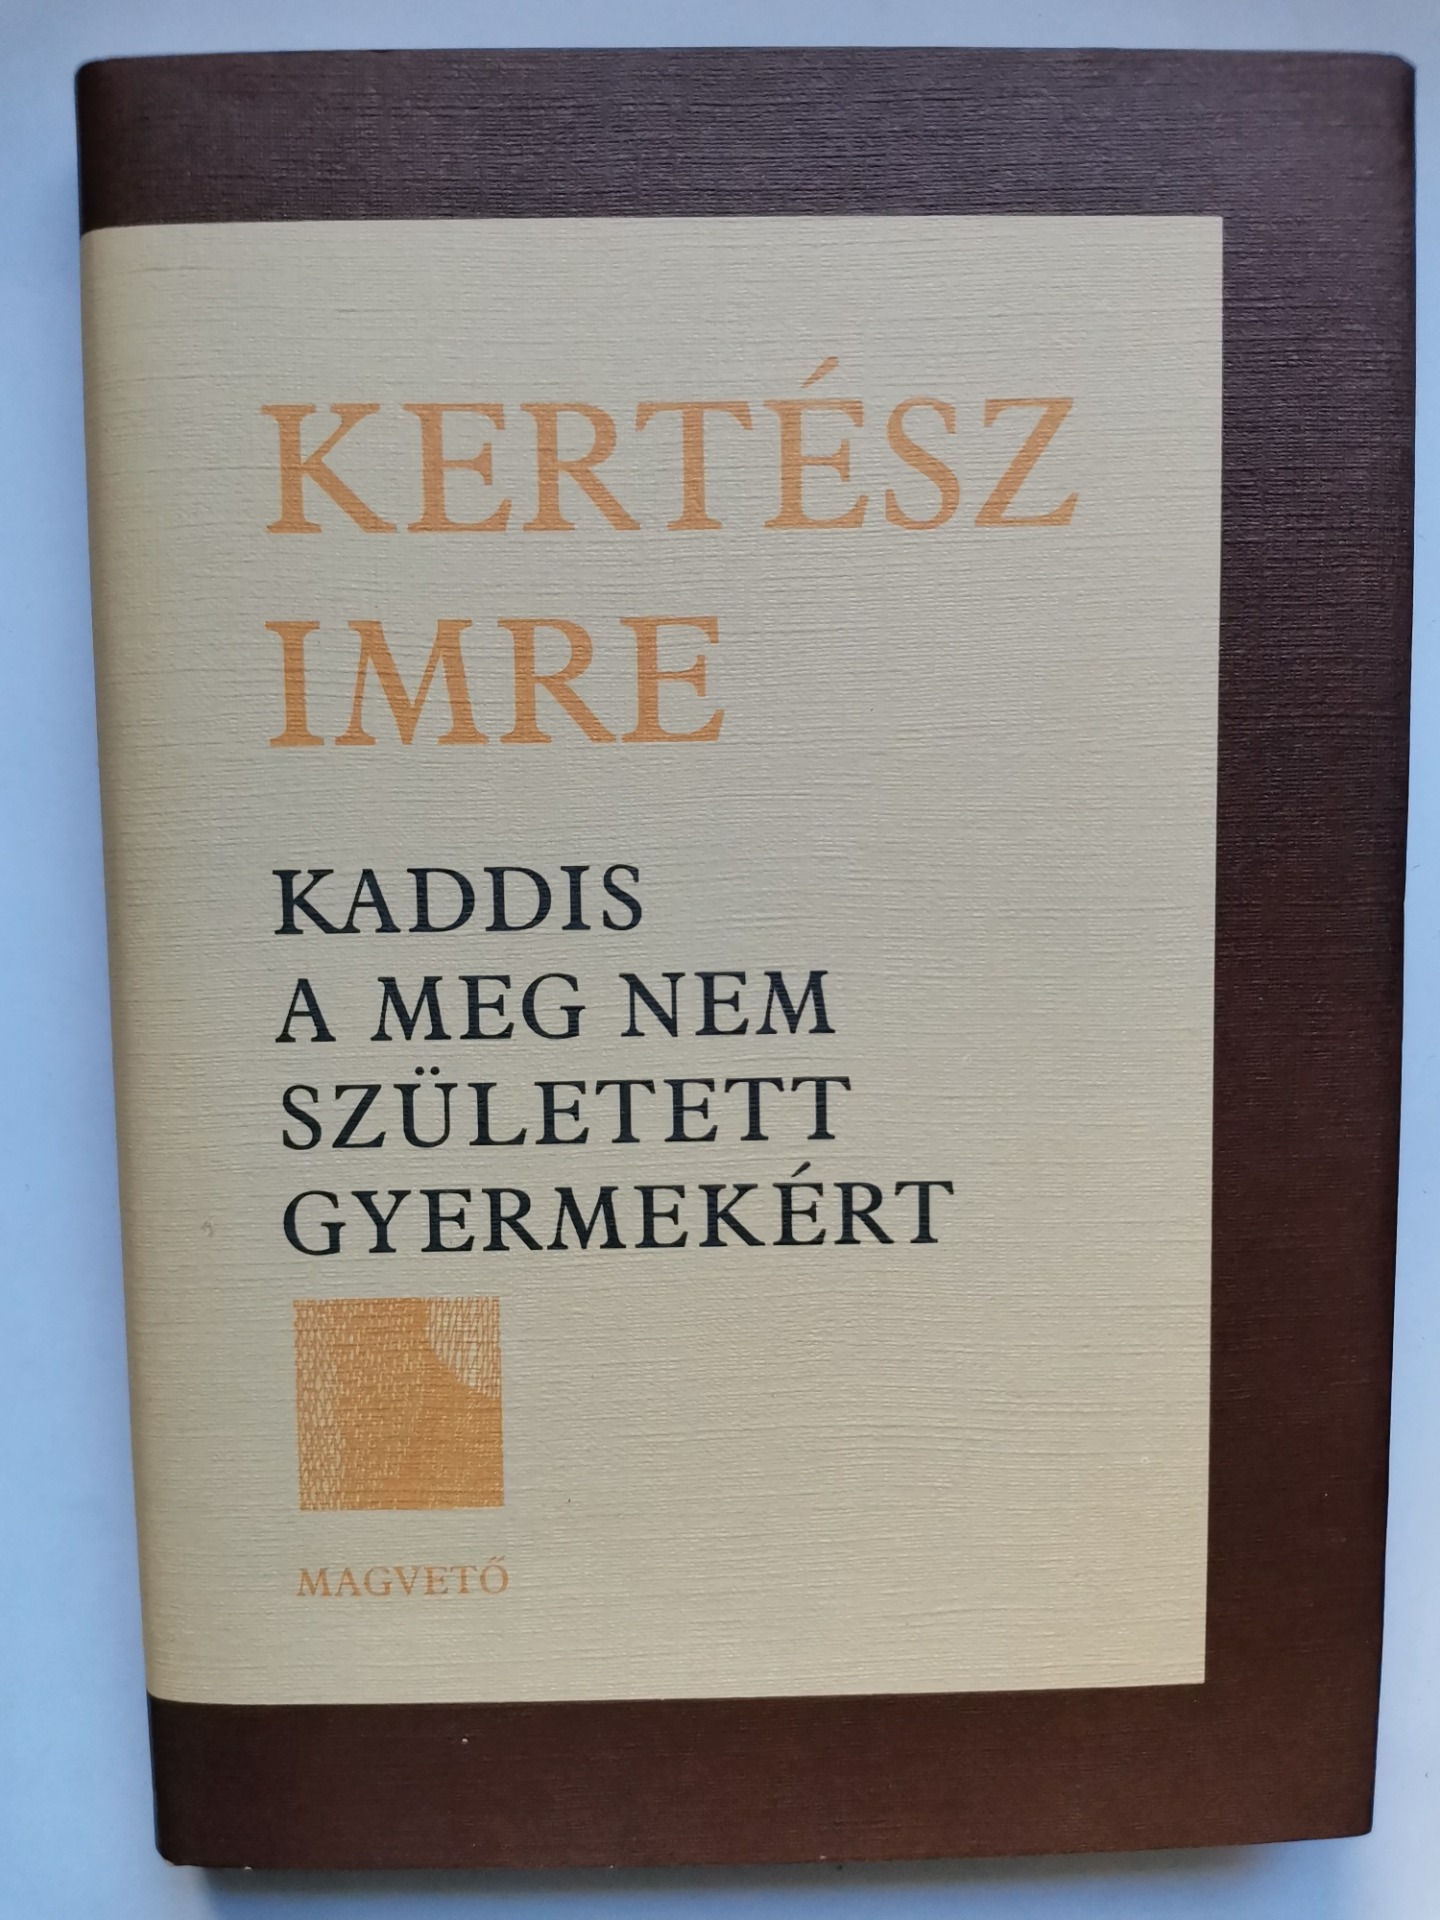 KERTÉSZ
IMRE
KADDIS
A MEG NEM
SZÜLETETT
GYERMEKÉRT
MAGVETŐ